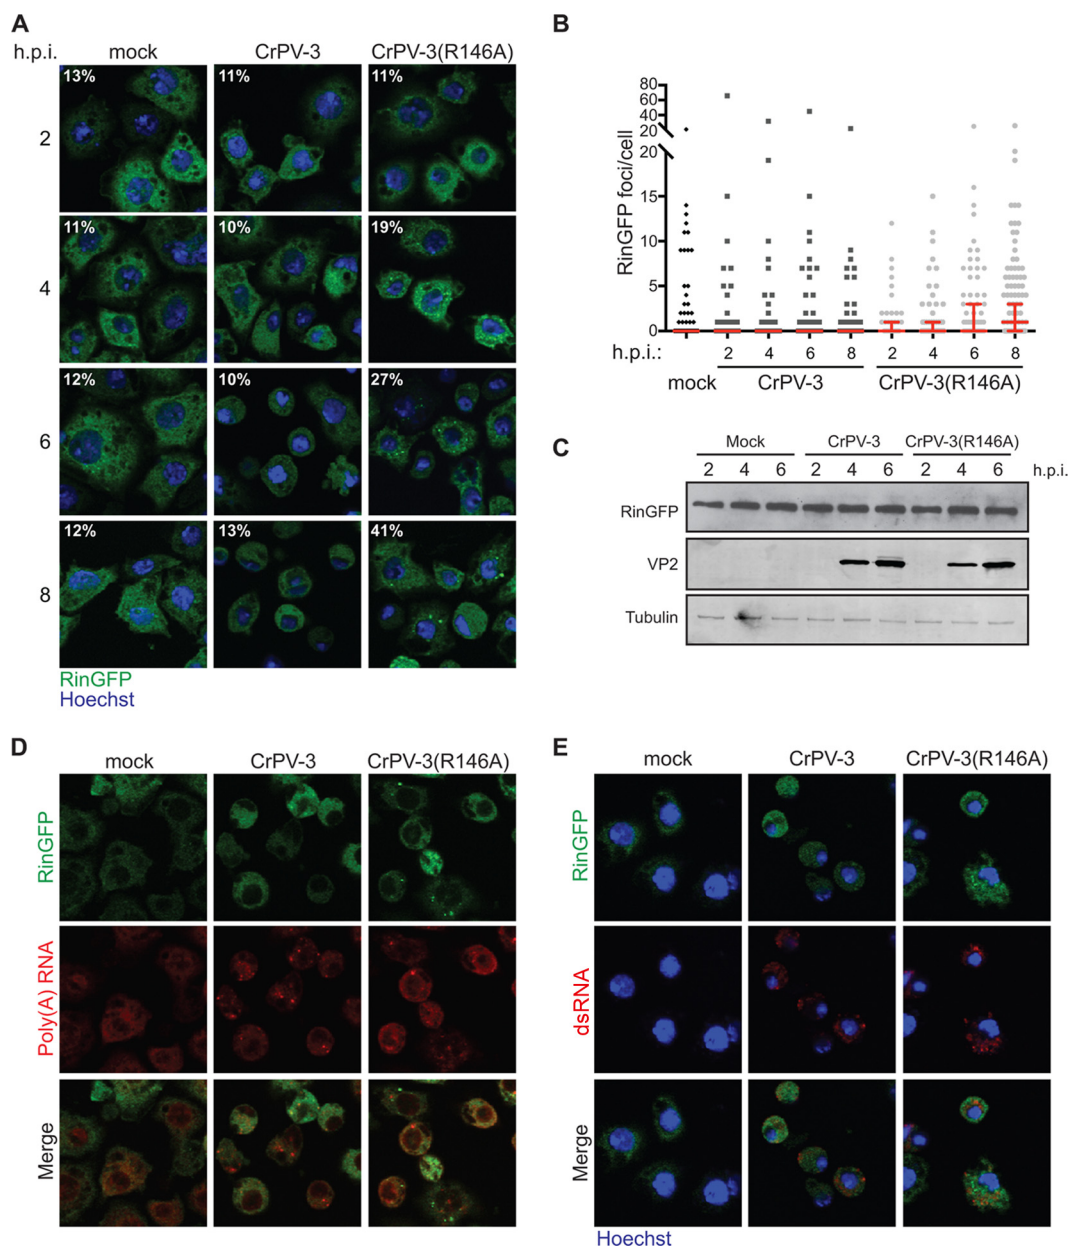 A
h.p.i. mock CrPV-3 CrPV-3(R146A)
2 13% 11% 11%
4 11% 10% 19%
6 12% 10% 27%
8 12% 13% 41%
RinGFP
Hoechst
B
RinGFP foci/cell
80
60
40
20
20
15
10
5
0
h.p.i.: 2 4 6 8 2 4 6 8
mock CrPV-3 CrPV-3(R146A)
C
Mock CrPV-3 CrPV-3(R146A)
2 4 6 2 4 6 2 4 6 h.p.i.
RinGFP
VP2
Tubulin
D
mock CrPV-3 CrPV-3(R146A)
RinGFP
Poly(A) RNA
Merge
E
mock CrPV-3 CrPV-3(R146A)
RinGFP
dsRNA
Merge
Hoechst